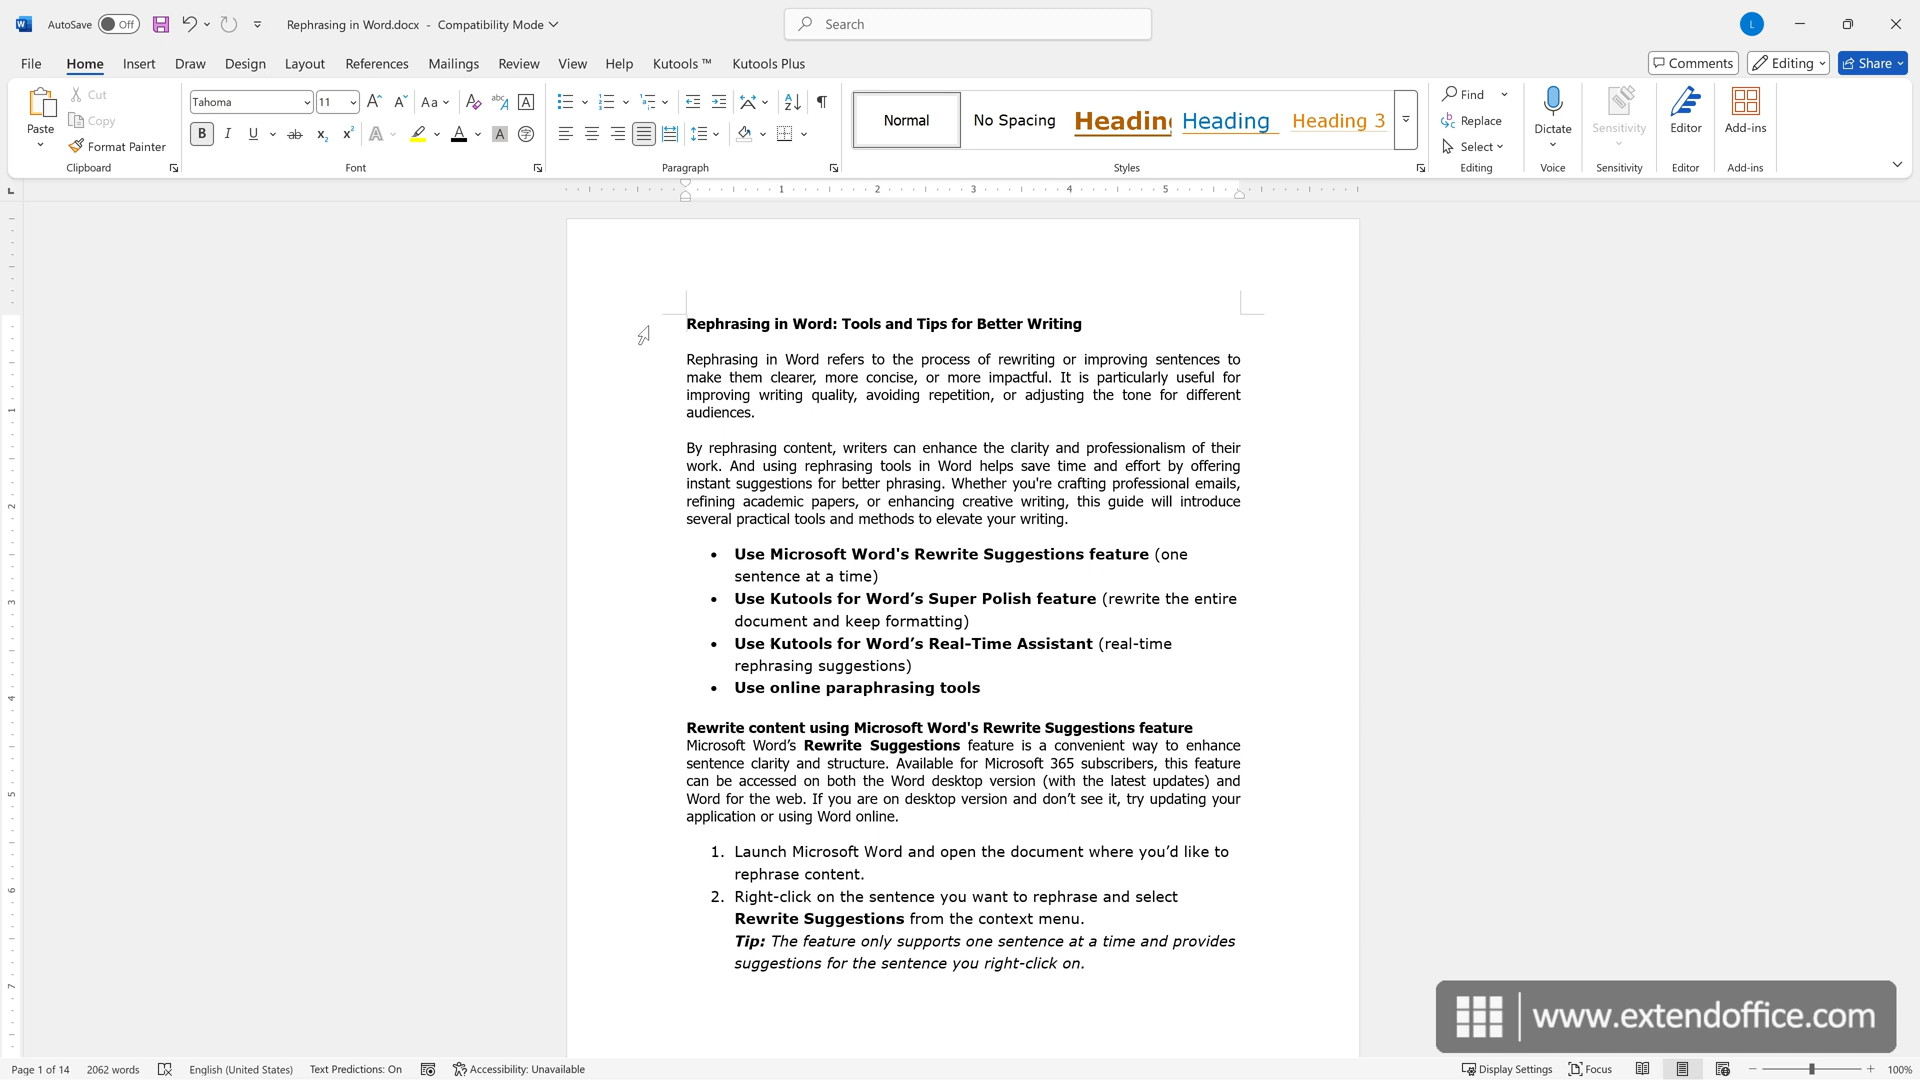 AutoSave Off Rephrasing in Word.docx - Compatibility Mode Search L
File Home Insert Draw Design Layout References Mailings Review View Help Kutools ™ Kutools Plus Comments Editing Share
Paste Cut Copy Format Painter Clipboard
Tahoma 11 Aa Font
Paragraph
Normal No Spacing Heading Heading Heading 3 Styles
Find Replace Select Editing
Dictate Voice
Sensitivity Sensitivity
Editor Editor
Add-ins Add-ins
1 2 3 4 5
Rephrasing in Word: Tools and Tips for Better Writing
Rephrasing in Word refers to the process of rewriting or improving sentences to
make them clearer, more concise, or more impactful. It is particularly useful for
improving writing quality, avoiding repetition, or adjusting the tone for different
audiences.
By rephrasing content, writers can enhance the clarity and professionalism of their
work. And using rephrasing tools in Word helps save time and effort by offering
instant suggestions for better phrasing. Whether you're crafting professional emails,
refining academic papers, or enhancing creative writing, this guide will introduce
several practical tools and methods to elevate your writing.
• Use Microsoft Word's Rewrite Suggestions feature (one
sentence at a time)
• Use Kutools for Word’s Super Polish feature (rewrite the entire
document and keep formatting)
• Use Kutools for Word’s Real-Time Assistant (real-time
rephrasing suggestions)
• Use online paraphrasing tools
Rewrite content using Microsoft Word's Rewrite Suggestions feature
Microsoft Word’s Rewrite Suggestions feature is a convenient way to enhance
sentence clarity and structure. Available for Microsoft 365 subscribers, this feature
can be accessed on both the Word desktop version (with the latest updates) and
Word for the web. If you are on desktop version and don’t see it, try updating your
application or using Word online.
1. Launch Microsoft Word and open the document where you’d like to
rephrase content.
2. Right-click on the sentence you want to rephrase and select
Rewrite Suggestions from the context menu.
Tip: The feature only supports one sentence at a time and provides
suggestions for the sentence you right-click on.
1
2
3
4
5
6
7
www.extendoffice.com
Page 1 of 14 2062 words English (United States) Text Predictions: On Accessibility: Unavailable Display Settings Focus 100%